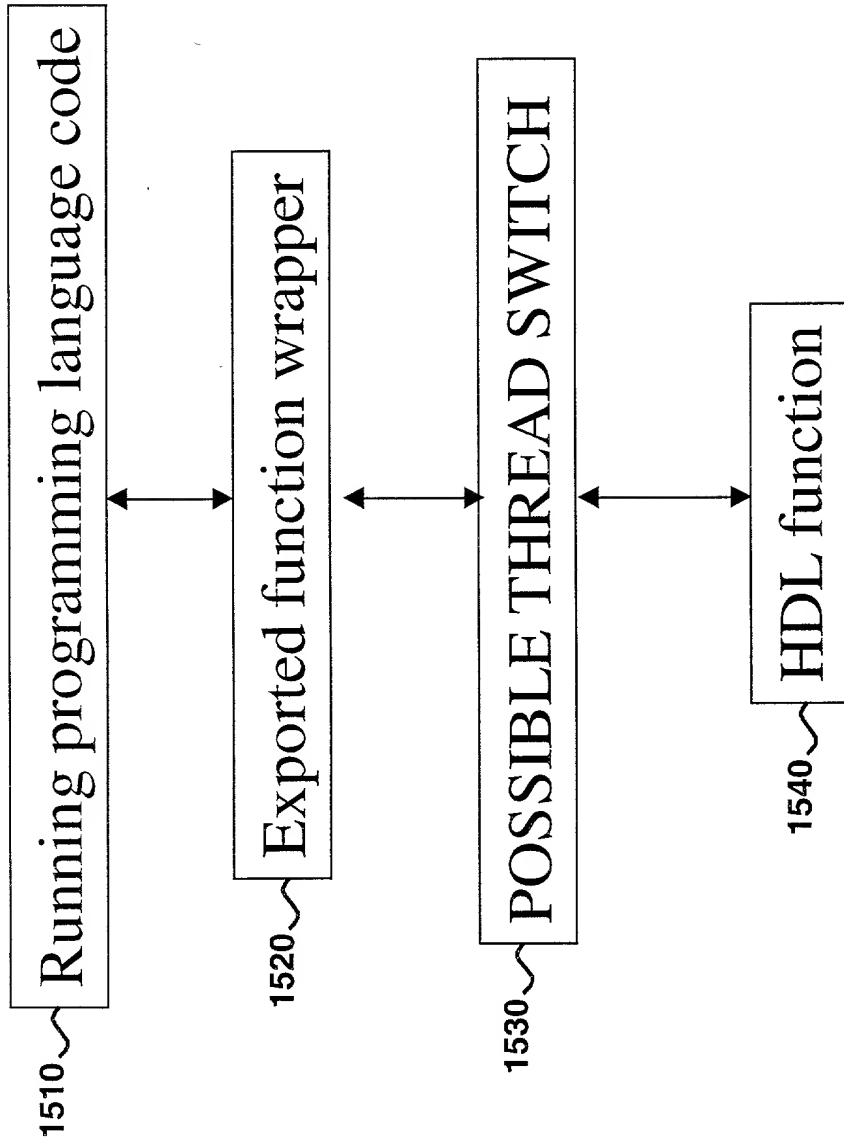 1510
Running programming language code
1520
Exported function wrapper
1530
POSSIBLE THREAD SWITCH
1540
HDL function